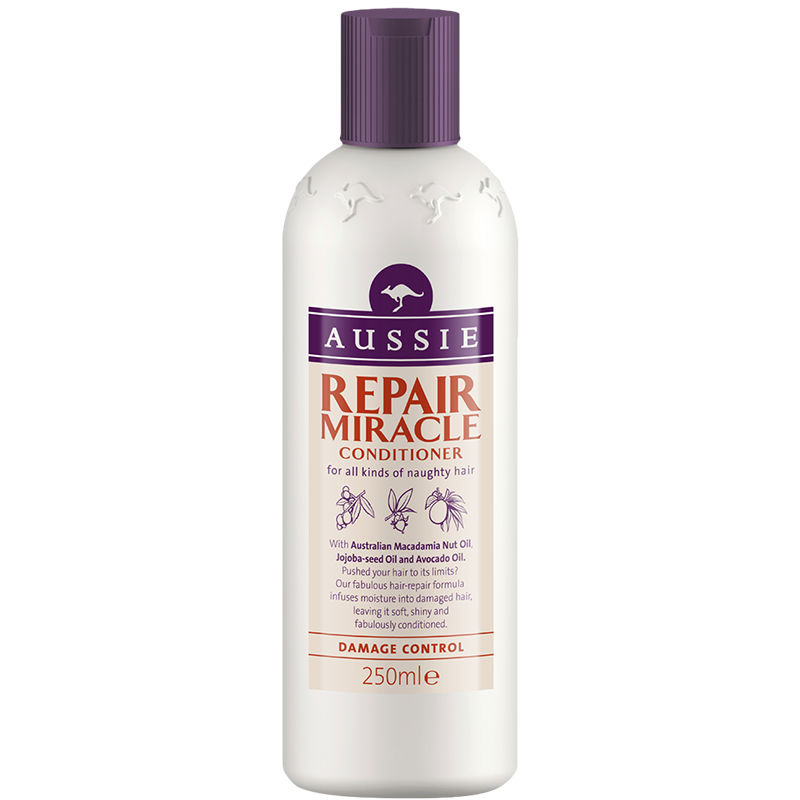 AUSSIE
REPAIR
MIRACLE
CONDITIONER
for all kinds of naughty hair
With Australian Macadamia Nut Oil,
Jojoba-seed Oil and Avocado Oil.
Pushed your hair to its limits?
Our fabulous hair-repair formula
infuses moisture into damaged hair,
leaving it soft, shiny and
fabulously conditioned.
DAMAGE CONTROL
250ml℮